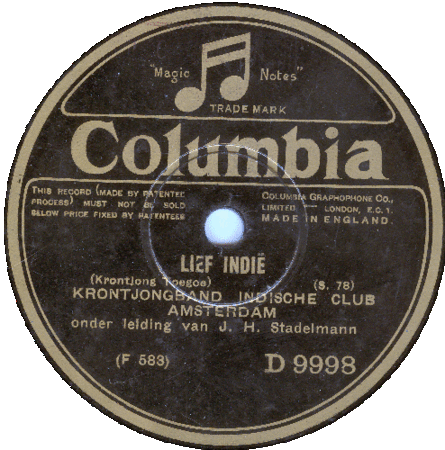 "Magic Notes"
TRADE MARK
Columbia
THIS RECORD (MADE BY PATENTED
PROCESS) MUST NOT BE SOLD
BELOW PRICE FIXED BY PATENTEES
COLUMBIA GRAPHOPHONE CO.,
LIMITED — LONDON, E.C. 1.
MADE IN ENGLAND.
LIEF INDIË
(Krontjong Toegoe) (S. 78)
KRONTJONGBAND INDISCHE CLUB
AMSTERDAM
onder leiding van J. H. Stadelmann
(F 583) D 9998